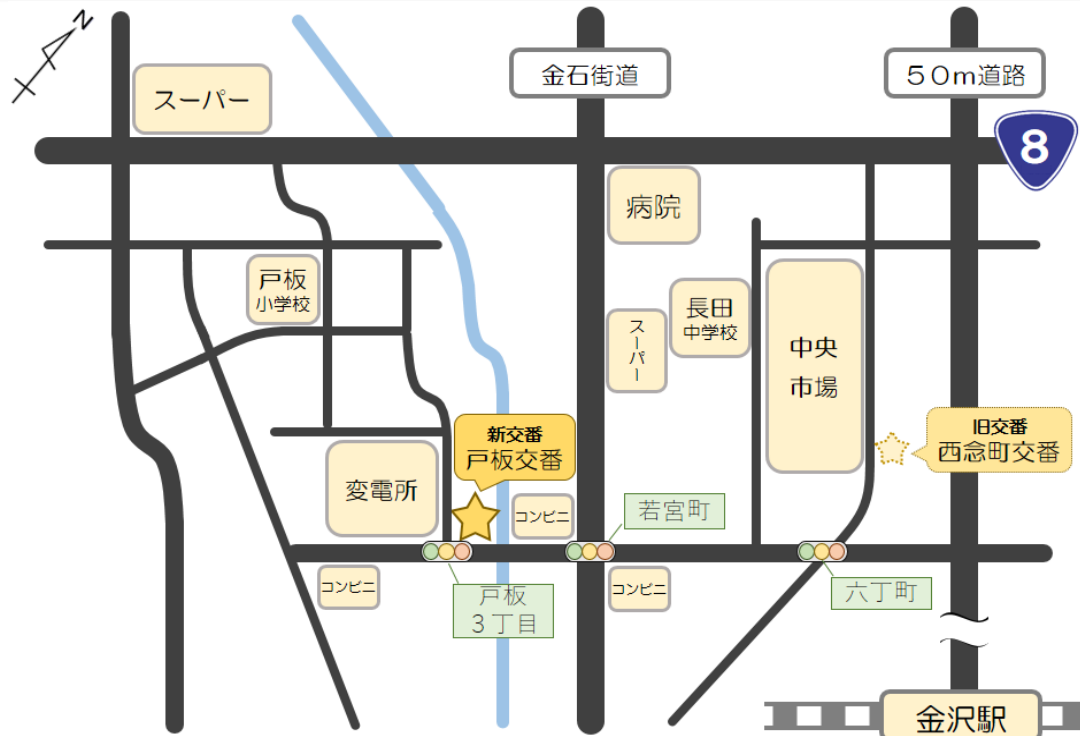 N
スーパー
金石街道
50m道路
8
病院
戸板
小学校
長田
中学校
スーパー
中央
市場
新交番
戸板交番
旧交番
西念町交番
変電所
コンビニ
若宮町
コンビニ
戸板
3丁目
コンビニ
六丁町
金沢駅